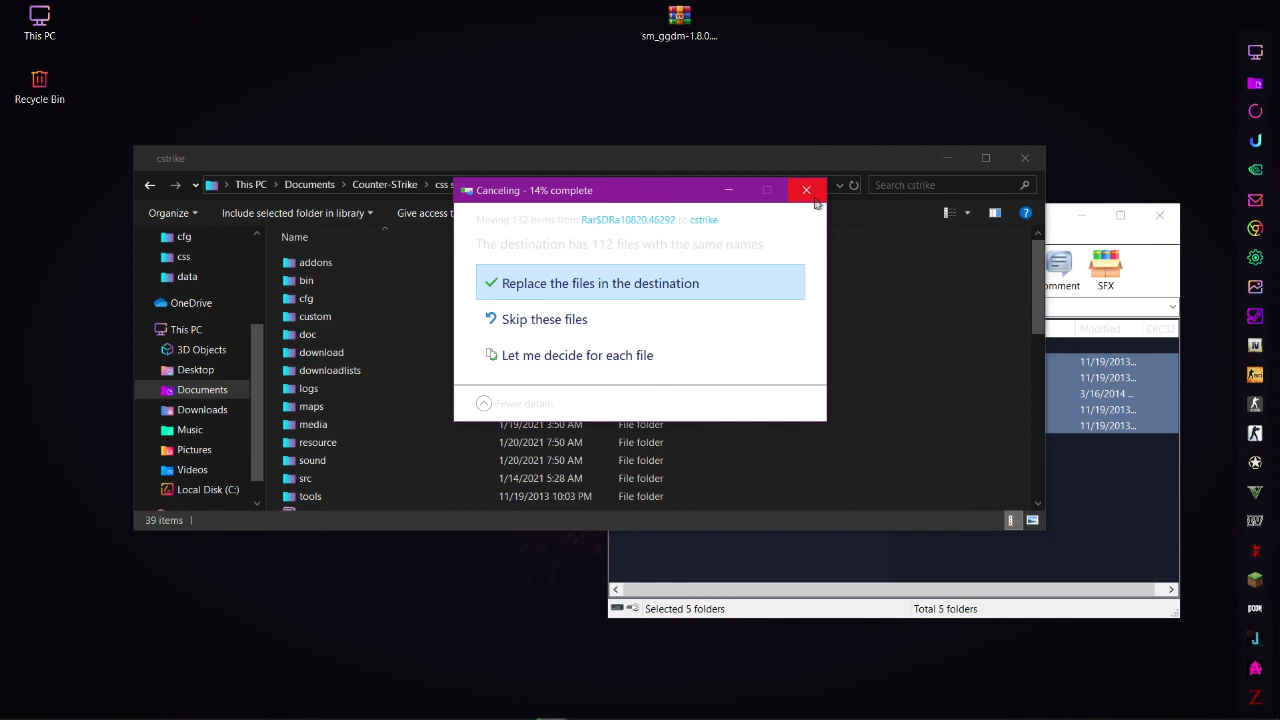 This PC
Recycle Bin
sm_ggdm-1.8.0....
cstrike
This PC
Documents
Counter-STrike
css s
Search cstrike
Organize
Include selected folder in library
Give access t
Canceling - 14% complete
Moving 132 items from Rar$DRa10820.46292 to cstrike
The destination has 112 files with the same names
Replace the files in the destination
Skip these files
Let me decide for each file
Fewer details
cfg
css
data
OneDrive
This PC
3D Objects
Desktop
Documents
Downloads
Music
Pictures
Videos
Local Disk (C:)
Name
addons
bin
cfg
custom
doc
download
downloadlists
logs
maps
media 1/19/2021 3:50 AM File folder
resource 1/20/2021 7:50 AM File folder
sound 1/20/2021 7:50 AM File folder
src 1/14/2021 5:28 AM File folder
tools 11/19/2013 10:03 PM File folder
39 items
omment
SFX
Modified CRC32
11/19/2013...
11/19/2013...
3/16/2014 ...
11/19/2013...
11/19/2013...
Selected 5 folders
Total 5 folders